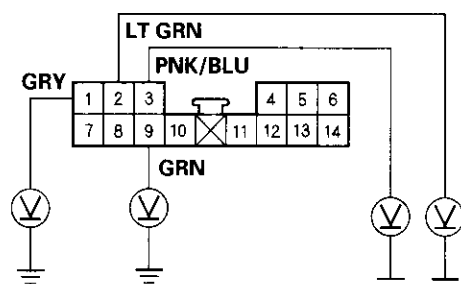 LT GRN
PNK/BLU
GRY
1 2 3 4 5 6
7 8 9 10 11 12 13 14
GRN
V V V V